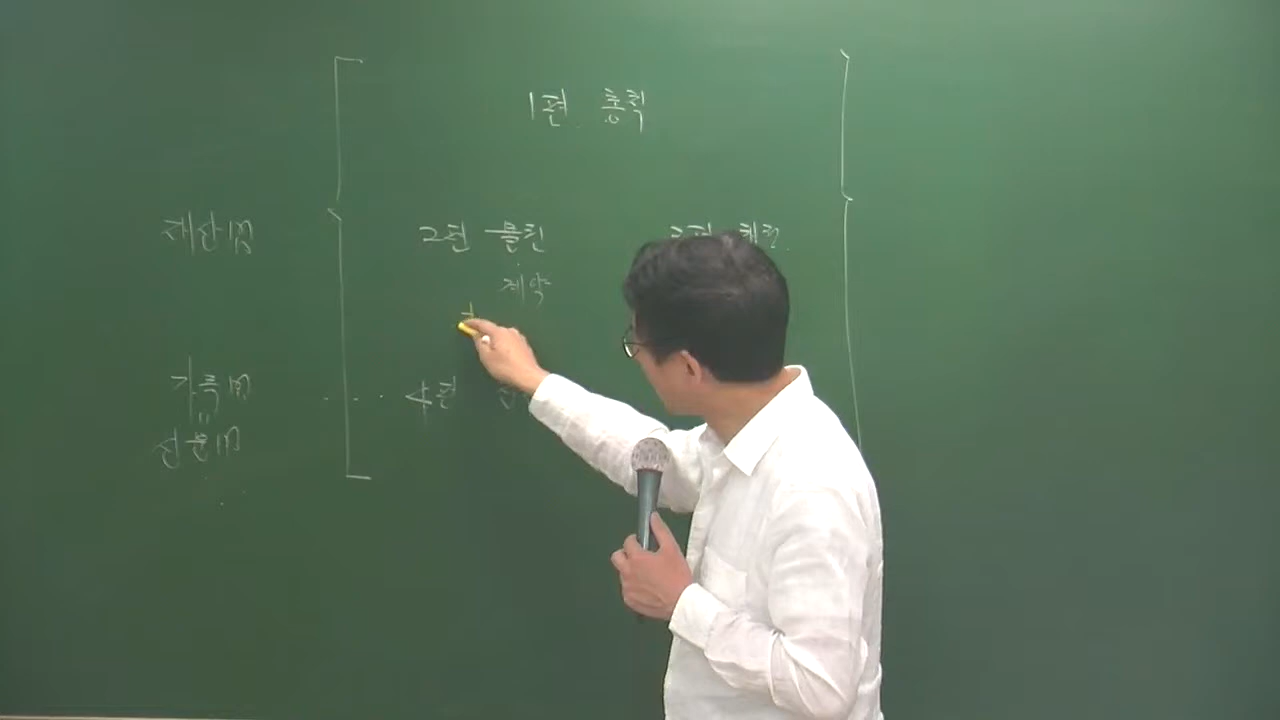 1편 총칙
재산법 2편 물권 3편 채권
계약
가족법 4편 친
신분법